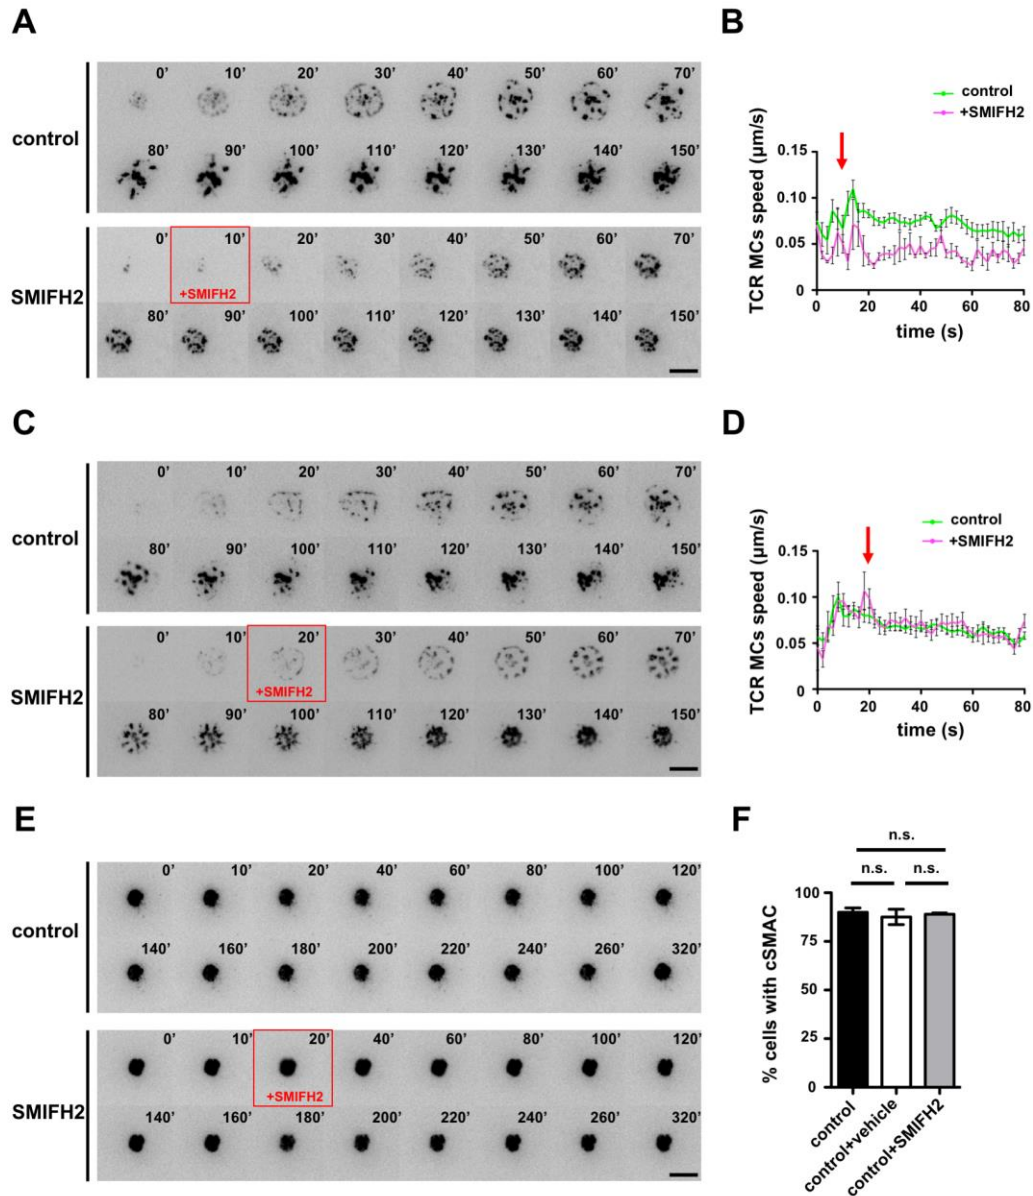 A
control
0' 10' 20' 30' 40' 50' 60' 70'
80' 90' 100' 110' 120' 130' 140' 150'
SMIFH2
0' 10' 20' 30' 40' 50' 60' 70'
+SMIFH2
80' 90' 100' 110' 120' 130' 140' 150'
B
control
+SMIFH2
TCR MCs speed (µm/s)
0.15
0.10
0.05
0
0 20 40 60 80
time (s)
C
control
0' 10' 20' 30' 40' 50' 60' 70'
80' 90' 100' 110' 120' 130' 140' 150'
SMIFH2
0' 10' 20' 30' 40' 50' 60' 70'
+SMIFH2
80' 90' 100' 110' 120' 130' 140' 150'
D
control
+SMIFH2
TCR MCs speed (µm/s)
0.15
0.10
0.05
0
0 20 40 60 80
time (s)
E
control
0' 10' 20' 40' 60' 80' 100' 120'
140' 160' 180' 200' 220' 240' 260' 320'
SMIFH2
0' 10' 20' 40' 60' 80' 100' 120'
+SMIFH2
140' 160' 180' 200' 220' 240' 260' 320'
F
n.s.
n.s. n.s.
% cells with cSMAC
100
75
50
25
0
control
control+vehicle
control+SMIFH2